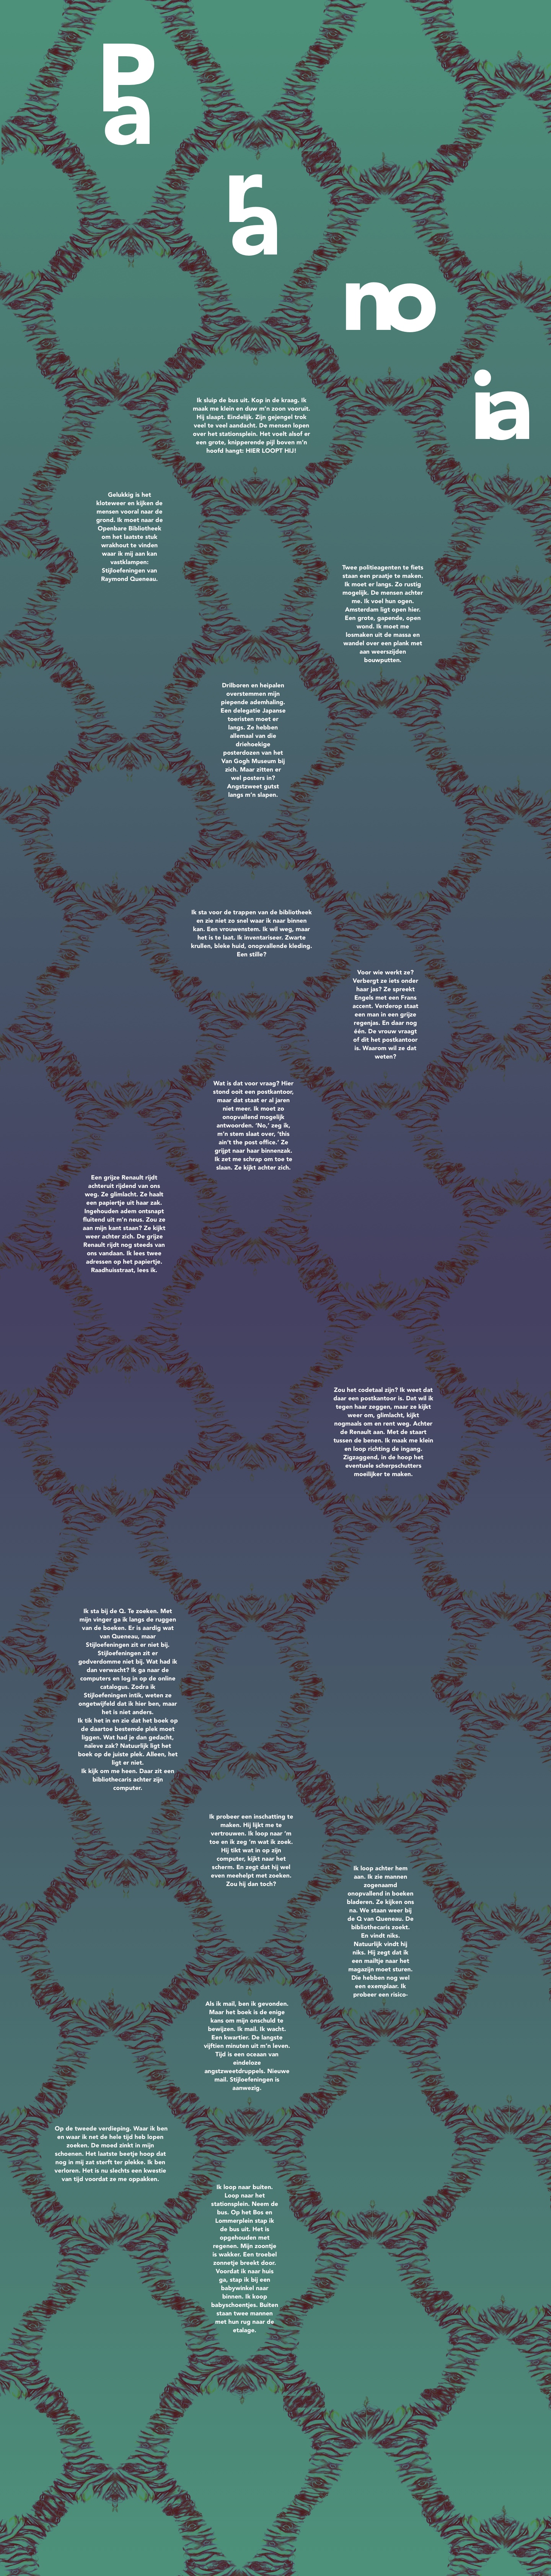 Pa
ra
no
ia
Ik sluip de bus uit. Kop in de kraag. Ik
maak me klein en duw m'n zoon vooruit.
Hij slaapt. Eindelijk. Zijn gejengel trok
veel te veel aandacht. De mensen lopen
over het stationsplein. Het voelt alsof er
een grote, knipperende pijl boven m'n
hoofd hangt: HIER LOOPT HIJ!
Gelukkig is het
kloteweer en kijken de
mensen vooral naar de
grond. Ik moet naar de
Openbare Bibliotheek
om het laatste stuk
wrakhout te vinden
waar ik mij aan kan
vastklampen:
Stijloefeningen van
Raymond Queneau.
Twee politieagenten te fiets
staan een praatje te maken.
Ik moet er langs. Zo rustig
mogelijk. De mensen achter
me. Ik voel hun ogen.
Amsterdam ligt open hier.
Een grote, gapende, open
wond. Ik moet me
losmaken uit de massa en
wandel over een plank met
aan weerszijden
bouwputten.
Drilboren en heipalen
overstemmen mijn
piepende ademhaling.
Een delegatie Japanse
toeristen moet er
langs. Ze hebben
allemaal van die
driehoekige
posterdozen van het
Van Gogh Museum bij
zich. Maar zitten er
wel posters in?
Angstzweet gutst
langs m'n slapen.
Ik sta voor de trappen van de bibliotheek
en zie niet zo snel waar ik naar binnen
kan. Een vrouwenstem. Ik wil weg, maar
het is te laat. Ik inventariseer. Zwarte
krullen, bleke huid, onopvallende kleding.
Een stille?
Voor wie werkt ze?
Verbergt ze iets onder
haar jas? Ze spreekt
Engels met een Frans
accent. Verderop staat
een man in een grijze
regenjas. En daar nog
één. De vrouw vraagt
of dit het postkantoor
is. Waarom wil ze dat
weten?
Wat is dat voor vraag? Hier
stond ooit een postkantoor,
maar dat staat er al jaren
niet meer. Ik moet zo
onopvallend mogelijk
antwoorden. 'No,' zeg ik,
m'n stem slaat over, 'this
ain't the post office.' Ze
grijpt naar haar binnenzak.
Ik zet me schrap om toe te
slaan. Ze kijkt achter zich.
Een grijze Renault rijdt
achteruit rijdend van ons
weg. Ze glimlacht. Ze haalt
een papiertje uit haar zak.
Ingehouden adem ontsnapt
fluitend uit m'n neus. Zou ze
aan mijn kant staan? Ze kijkt
weer achter zich. De grijze
Renault rijdt nog steeds van
ons vandaan. Ik lees twee
adressen op het papiertje.
Raadhuisstraat, lees ik.
Zou het codetaal zijn? Ik weet dat
daar een postkantoor is. Dat wil ik
tegen haar zeggen, maar ze kijkt
weer om, glimlacht, kijkt
nogmaals om en rent weg. Achter
de Renault aan. Met de staart
tussen de benen. Ik maak me klein
en loop richting de ingang.
Zigzaggend, in de hoop het
eventuele scherpschutters
moeilijker te maken.
Ik sta bij de Q. Te zoeken. Met
mijn vinger ga ik langs de ruggen
van de boeken. Er is aardig wat
van Queneau, maar
Stijloefeningen zit er niet bij.
Stijloefeningen zit er
godverdomme niet bij. Wat had ik
dan verwacht? Ik ga naar de
computers en log in op de online
catalogus. Zodra ik
Stijloefeningen intik, weten ze
ongetwijfeld dat ik hier ben, maar
het is niet anders.
Ik tik het in en zie dat het boek op
de daartoe bestemde plek moet
liggen. Wat had je dan gedacht,
naïeve zak? Natuurlijk ligt het
boek op de juiste plek. Alleen, het
ligt er niet.
Ik kijk om me heen. Daar zit een
bibliothecaris achter zijn
computer.
Ik probeer een inschatting te
maken. Hij lijkt me te
vertrouwen. Ik loop naar 'm
toe en ik zeg 'm wat ik zoek.
Hij tikt wat in op zijn
computer, kijkt naar het
scherm. En zegt dat hij wel
even meehelpt met zoeken.
Zou hij dan toch?
Ik loop achter hem
aan. Ik zie mannen
zogenaamd
onopvallend in boeken
bladeren. Ze kijken ons
na. We staan weer bij
de Q van Queneau. De
bibliothecaris zoekt.
En vindt niks.
Natuurlijk vindt hij
niks. Hij zegt dat ik
een mailtje naar het
magazijn moet sturen.
Die hebben nog wel
een exemplaar. Ik
probeer een risico-
Als ik mail, ben ik gevonden.
Maar het boek is de enige
kans om mijn onschuld te
bewijzen. Ik mail. Ik wacht.
Een kwartier. De langste
vijftien minuten uit m'n leven.
Tijd is een oceaan van
eindeloze
angstzweetdruppels. Nieuwe
mail. Stijloefeningen is
aanwezig.
Op de tweede verdieping. Waar ik ben
en waar ik net de hele tijd heb lopen
zoeken. De moed zinkt in mijn
schoenen. Het laatste beetje hoop dat
nog in mij zat sterft ter plekke. Ik ben
verloren. Het is nu slechts een kwestie
van tijd voordat ze me oppakken.
Ik loop naar buiten.
Loop naar het
stationsplein. Neem de
bus. Op het Bos en
Lommerplein stap ik
de bus uit. Het is
opgehouden met
regenen. Mijn zoontje
is wakker. Een troebel
zonnetje breekt door.
Voordat ik naar huis
ga, stap ik bij een
babywinkel naar
binnen. Ik koop
babyschoentjes. Buiten
staan twee mannen
met hun rug naar de
etalage.